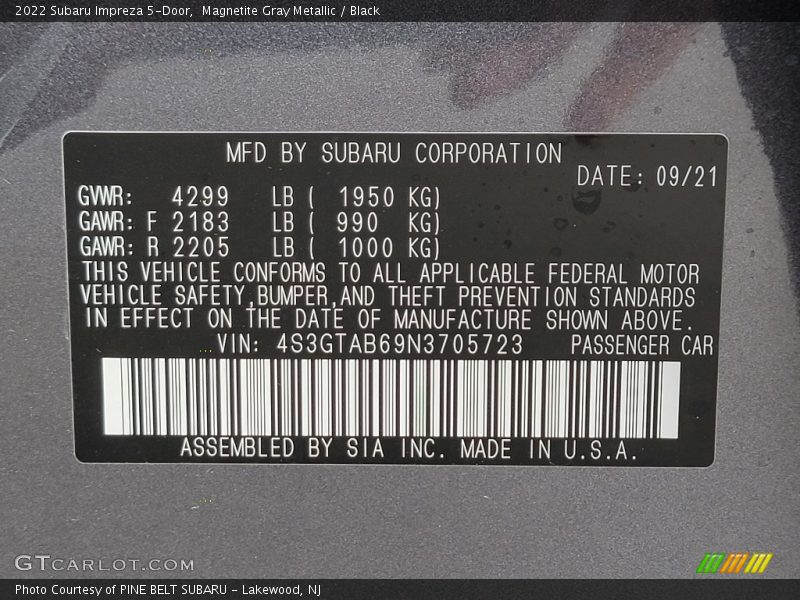 2022 Subaru Impreza 5-Door, Magnetite Gray Metallic / Black
MFD BY SUBARU CORPORATION
DATE: 09/21
GVWR: 4299 LB ( 1950 KG)
GAWR: F 2183 LB ( 990 KG)
GAWR: R 2205 LB ( 1000 KG)
THIS VEHICLE CONFORMS TO ALL APPLICABLE FEDERAL MOTOR
VEHICLE SAFETY,BUMPER,AND THEFT PREVENTION STANDARDS
IN EFFECT ON THE DATE OF MANUFACTURE SHOWN ABOVE.
VIN: 4S3GTAB69N3705723 PASSENGER CAR
ASSEMBLED BY SIA INC. MADE IN U.S.A.
GTCARLOT.COM
Photo Courtesy of PINE BELT SUBARU - Lakewood, NJ